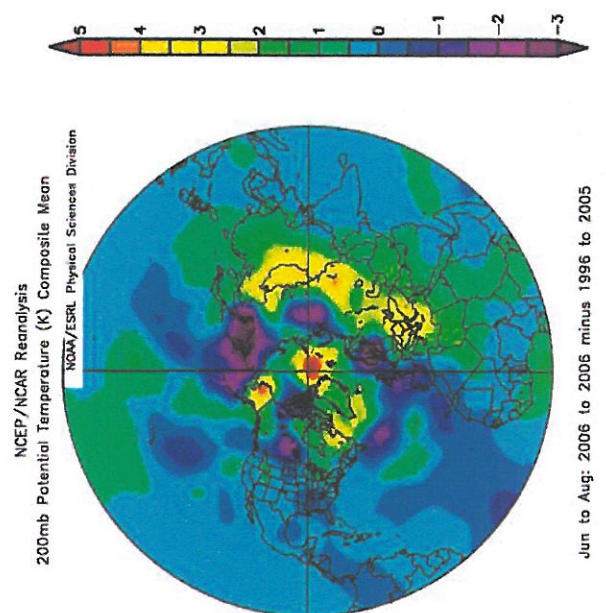 NCEP/NCAR Reanalysis
200mb Potential Temperature (K) Composite Mean
NOAA/ESRL Physical Sciences Division
5
4
3
2
1
0
-1
-2
-3
Jun to Aug: 2006 to 2006 minus 1996 to 2005